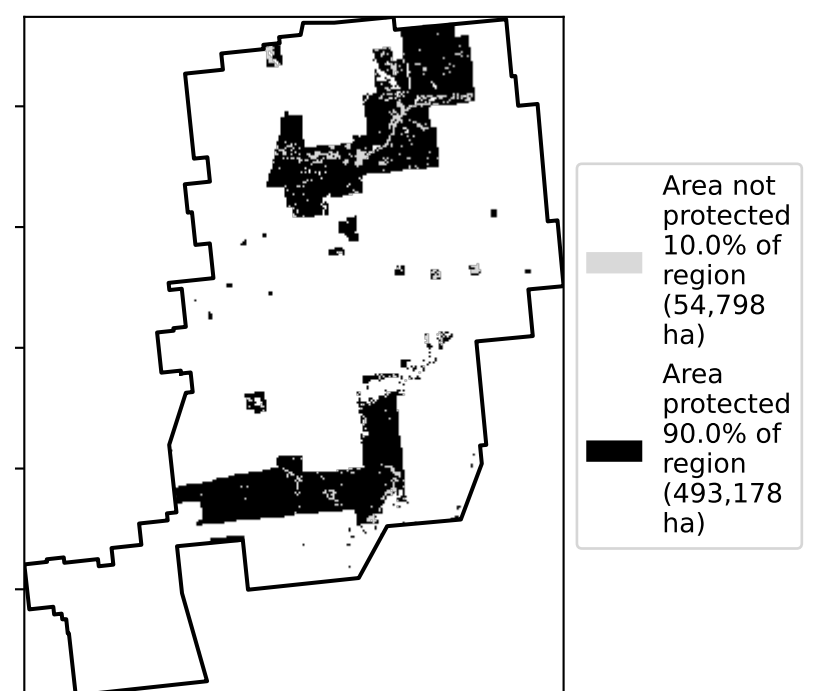 Area not
protected
10.0% of
region
(54,798
ha)
Area
protected
90.0% of
region
(493,178
ha)